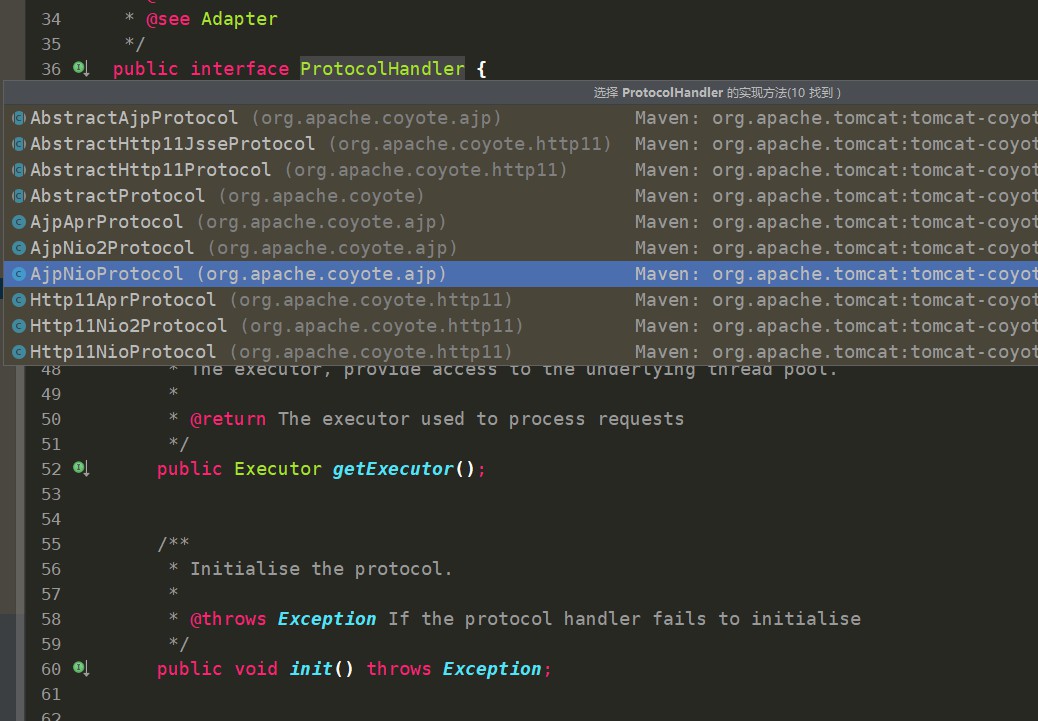 34 * @see Adapter
35 */
36 public interface ProtocolHandler {
选择 ProtocolHandler 的实现方法(10 找到 )
AbstractAjpProtocol (org.apache.coyote.ajp) Maven: org.apache.tomcat:tomcat-coyot
AbstractHttp11JsseProtocol (org.apache.coyote.http11) Maven: org.apache.tomcat:tomcat-coyot
AbstractHttp11Protocol (org.apache.coyote.http11) Maven: org.apache.tomcat:tomcat-coyot
AbstractProtocol (org.apache.coyote) Maven: org.apache.tomcat:tomcat-coyot
AjpAprProtocol (org.apache.coyote.ajp) Maven: org.apache.tomcat:tomcat-coyot
AjpNio2Protocol (org.apache.coyote.ajp) Maven: org.apache.tomcat:tomcat-coyot
AjpNioProtocol (org.apache.coyote.ajp) Maven: org.apache.tomcat:tomcat-coyot
Http11AprProtocol (org.apache.coyote.http11) Maven: org.apache.tomcat:tomcat-coyot
Http11Nio2Protocol (org.apache.coyote.http11) Maven: org.apache.tomcat:tomcat-coyot
Http11NioProtocol (org.apache.coyote.http11) Maven: org.apache.tomcat:tomcat-coyot
48 * The executor, provide access to the underlying thread pool.
49 *
50 * @return The executor used to process requests
51 */
52 public Executor getExecutor();
53
54
55 /**
56 * Initialise the protocol.
57 *
58 * @throws Exception If the protocol handler fails to initialise
59 */
60 public void init() throws Exception;
61
62